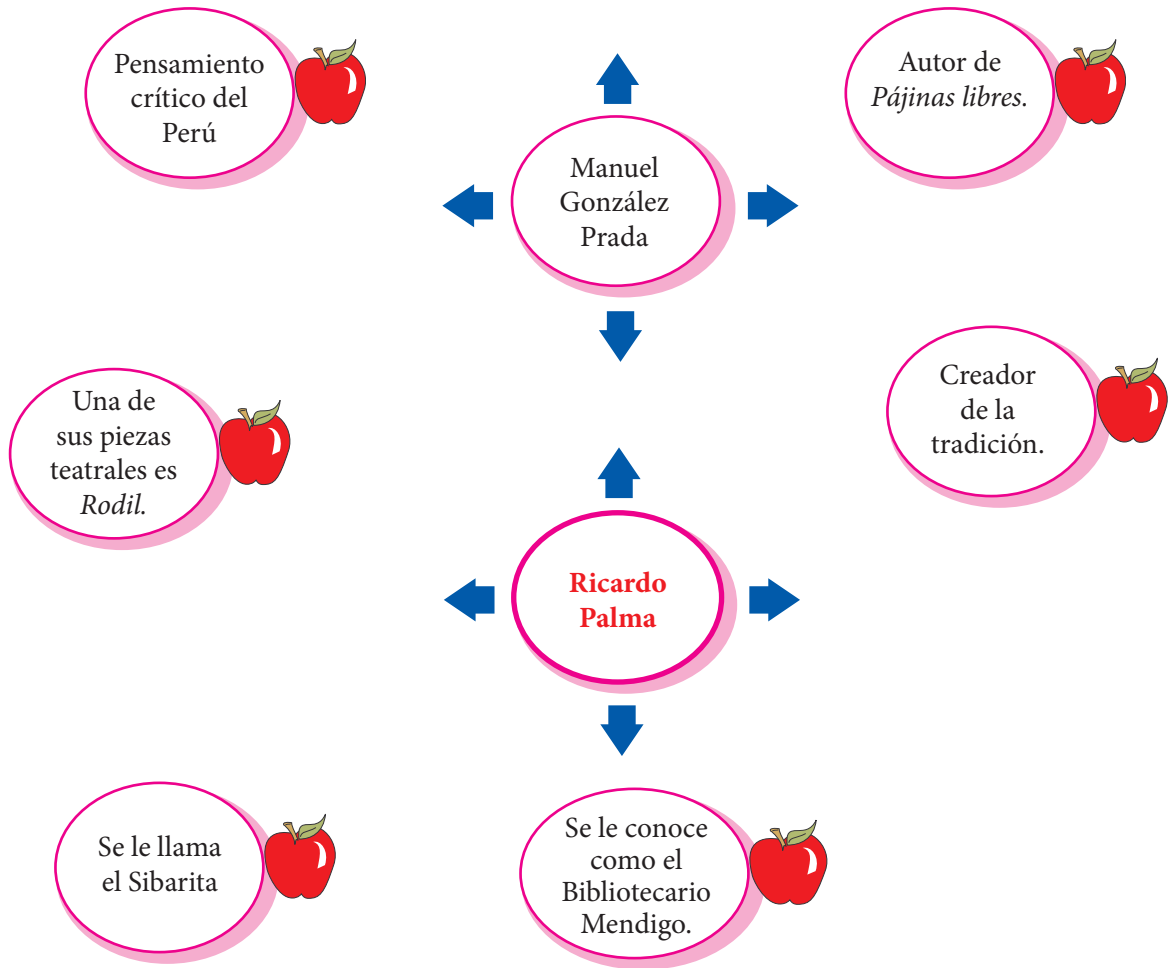 Pensamiento
crítico del
Perú
Autor de
Pájinas libres.
Manuel
González
Prada
Una de
sus piezas
teatrales es
Rodil.
Creador
de la
tradición.
Ricardo
Palma
Se le llama
el Sibarita
Se le conoce
como el
Bibliotecario
Mendigo.